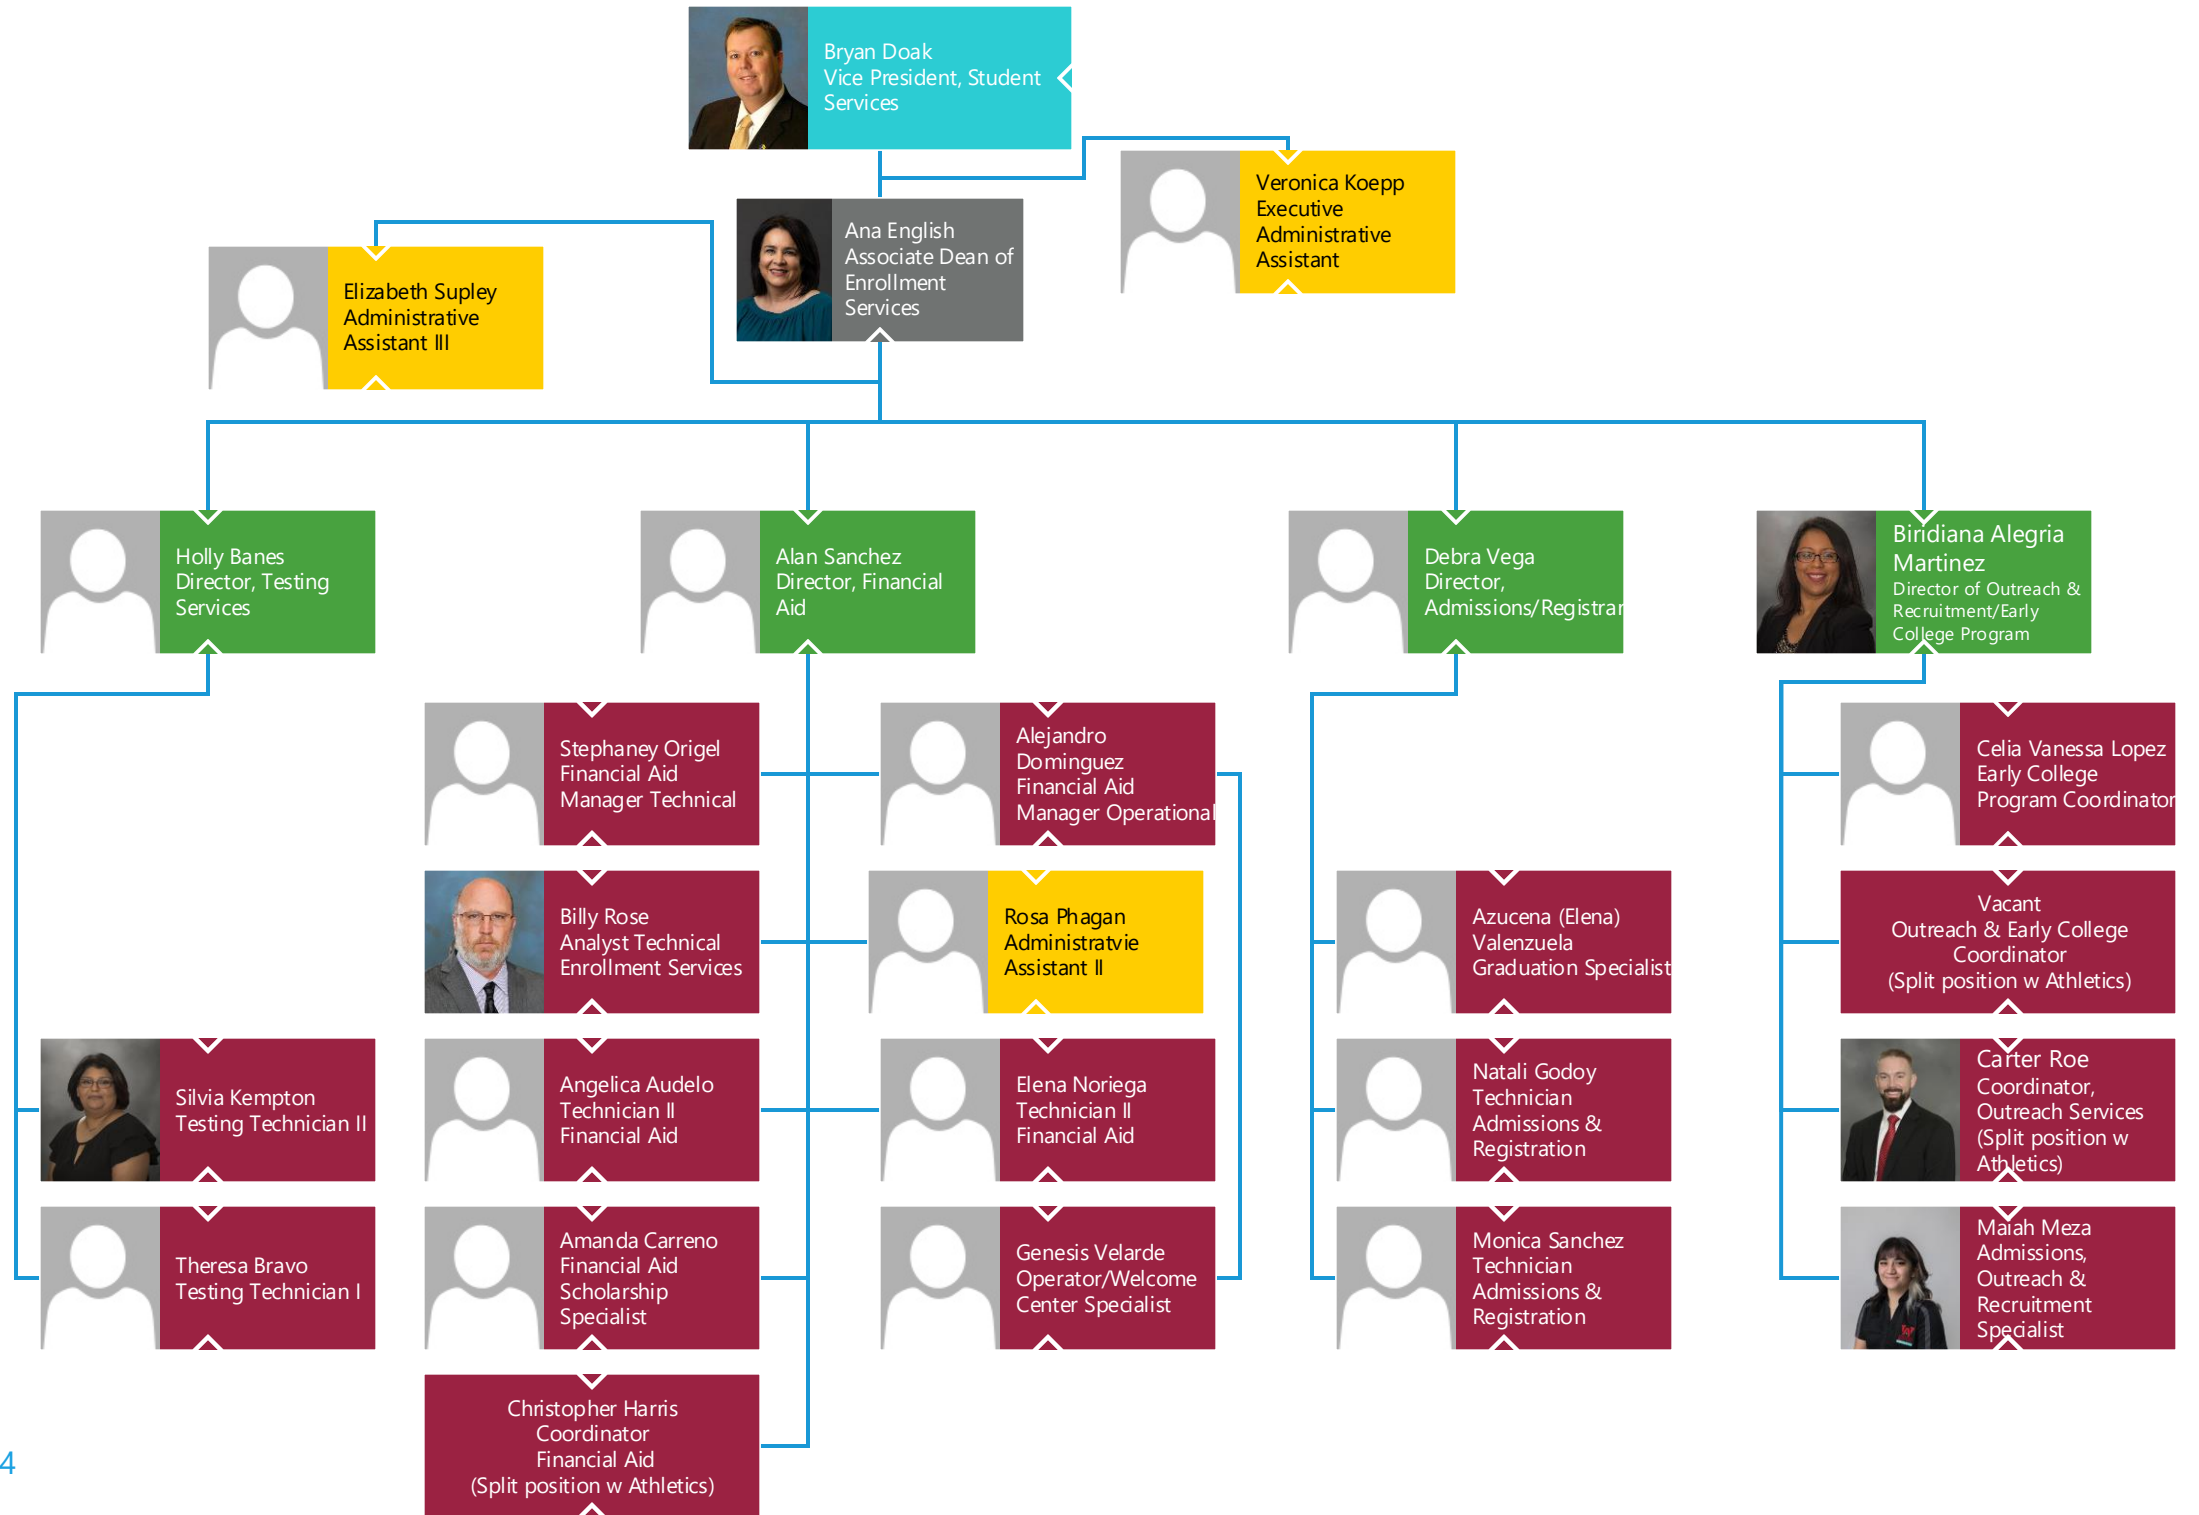 Bryan Doak
Vice President, Student
Services
Veronica Koepp
Executive
Administrative
Assistant
Ana English
Associate Dean of
Enrollment
Services
Elizabeth Supley
Administrative
Assistant III
Holly Banes
Director, Testing
Services
Alan Sanchez
Director, Financial
Aid
Debra Vega
Director,
Admissions/Registrar
Biridiana Alegria
Martinez
Director of Outreach &
Recruitment/Early
College Program
Stephaney Origel
Financial Aid
Manager Technical
Alejandro
Dominguez
Financial Aid
Manager Operational
Celia Vanessa Lopez
Early College
Program Coordinator
Billy Rose
Analyst Technical
Enrollment Services
Rosa Phagan
Administratvie
Assistant II
Azucena (Elena)
Valenzuela
Graduation Specialist
Vacant
Outreach & Early College
Coordinator
(Split position w Athletics)
Silvia Kempton
Testing Technician II
Angelica Audelo
Technician II
Financial Aid
Elena Noriega
Technician II
Financial Aid
Natali Godoy
Technician
Admissions &
Registration
Carter Roe
Coordinator,
Outreach Services
(Split position w
Athletics)
Theresa Bravo
Testing Technician I
Amanda Carreno
Financial Aid
Scholarship
Specialist
Genesis Velarde
Operator/Welcome
Center Specialist
Monica Sanchez
Technician
Admissions &
Registration
Maiah Meza
Admissions,
Outreach &
Recruitment
Specialist
Christopher Harris
Coordinator
Financial Aid
(Split position w Athletics)
4